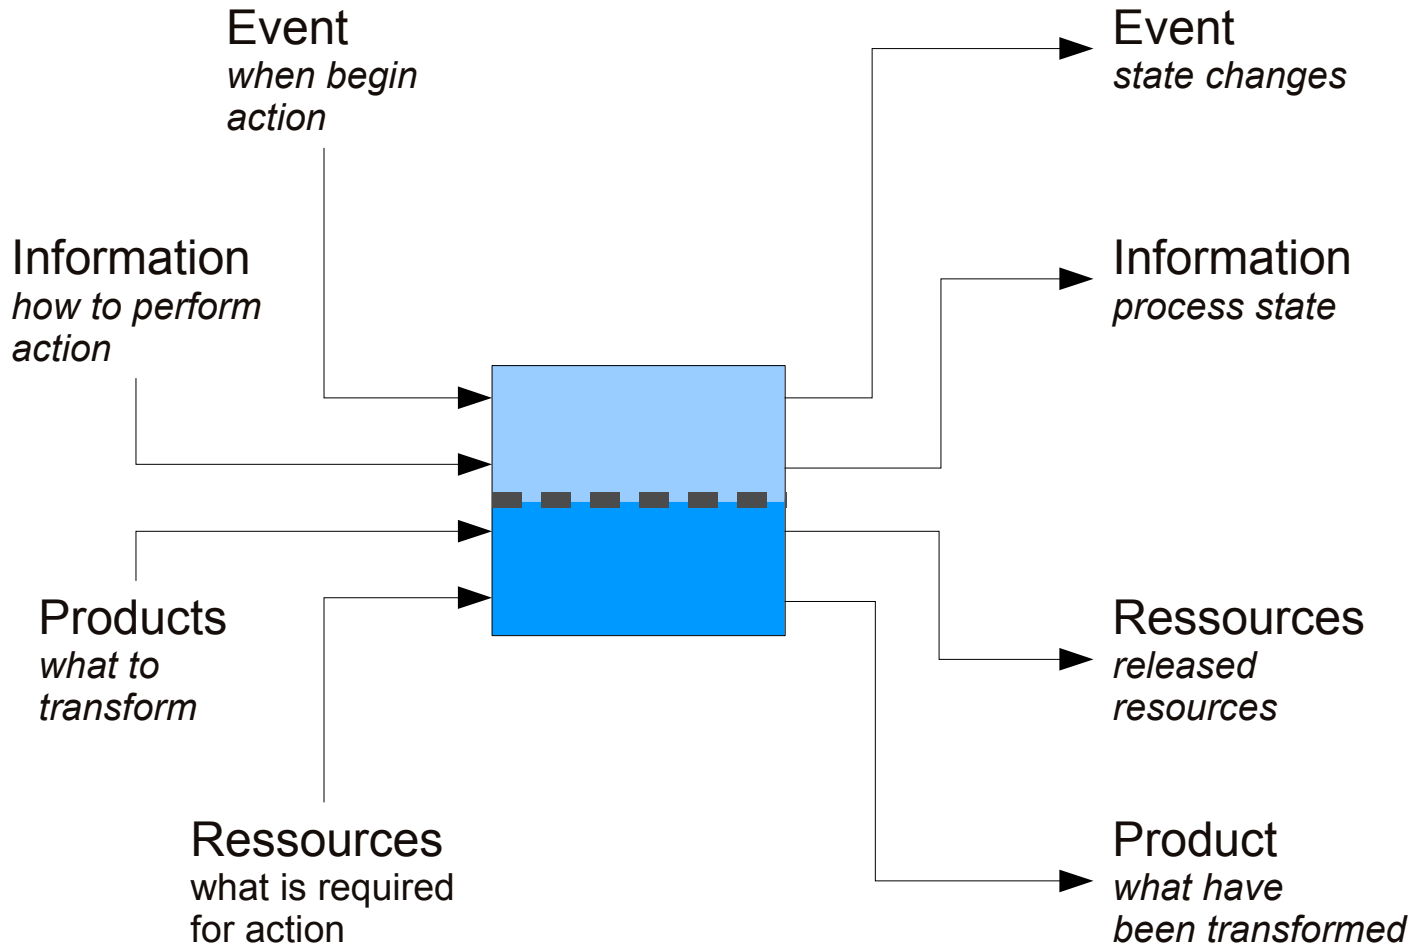 Event
when begin
action
Event
state changes
Information
how to perform
action
Information
process state
Products
what to
transform
Ressources
released
resources
Ressources
what is required
for action
Product
what have
been transformed